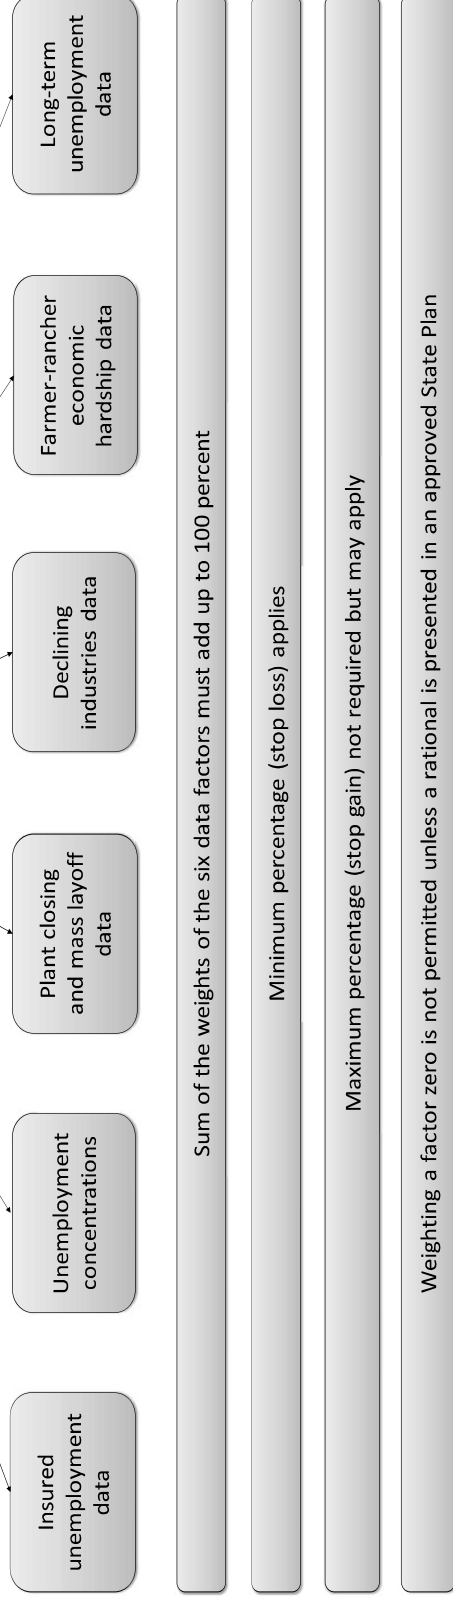 Insured
unemployment
data
Unemployment
concentrations
Plant closing
and mass layoff
data
Declining
industries data
Farmer-rancher
economic
hardship data
Long-term
unemployment
data
Sum of the weights of the six data factors must add up to 100 percent
Minimum percentage (stop loss) applies
Maximum percentage (stop gain) not required but may apply
Weighting a factor zero is not permitted unless a rational is presented in an approved State Plan